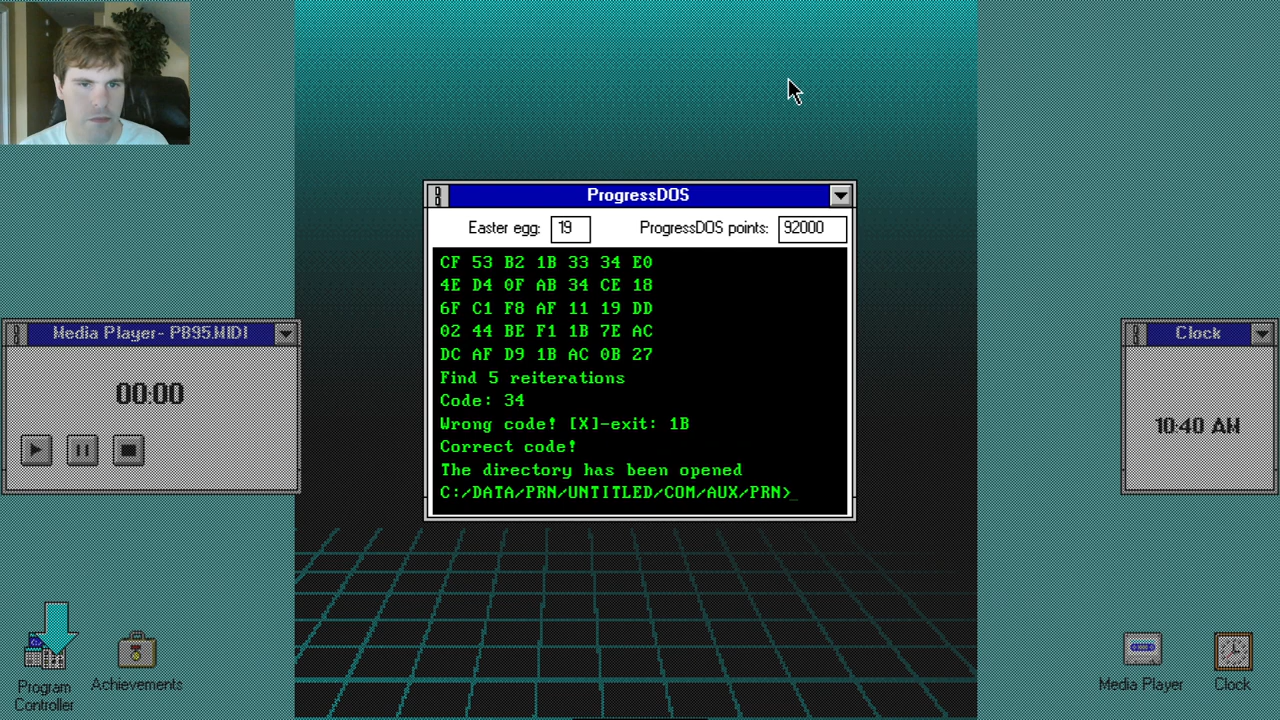 ProgressDOS
Easter egg: 19 ProgressDOS points: 92000
CF 53 B2 1B 33 34 E0
4E D4 0F AB 34 CE 18
6F C1 F8 AF 11 19 DD
02 44 BE F1 1B 7E AC
DC AF D9 1B AC 0B 27
Find 5 reiterations
Code: 34
Wrong code! [X]-exit: 1B
Correct code!
The directory has been opened
C:/DATA/PRN/UNTITLED/COM/AUX/PRN>_
Media Player- PB95.MIDI
00:00
Clock
10:40 AM
Program
Controller
Achievements
Media Player
Clock